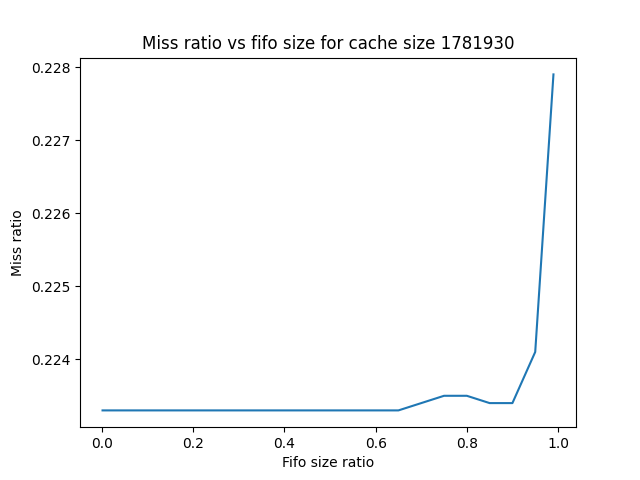 Miss ratio vs fifo size for cache size 1781930
0.228
0.227
0.226
0.225
0.224
Miss ratio
0.0 0.2 0.4 0.6 0.8 1.0
Fifo size ratio